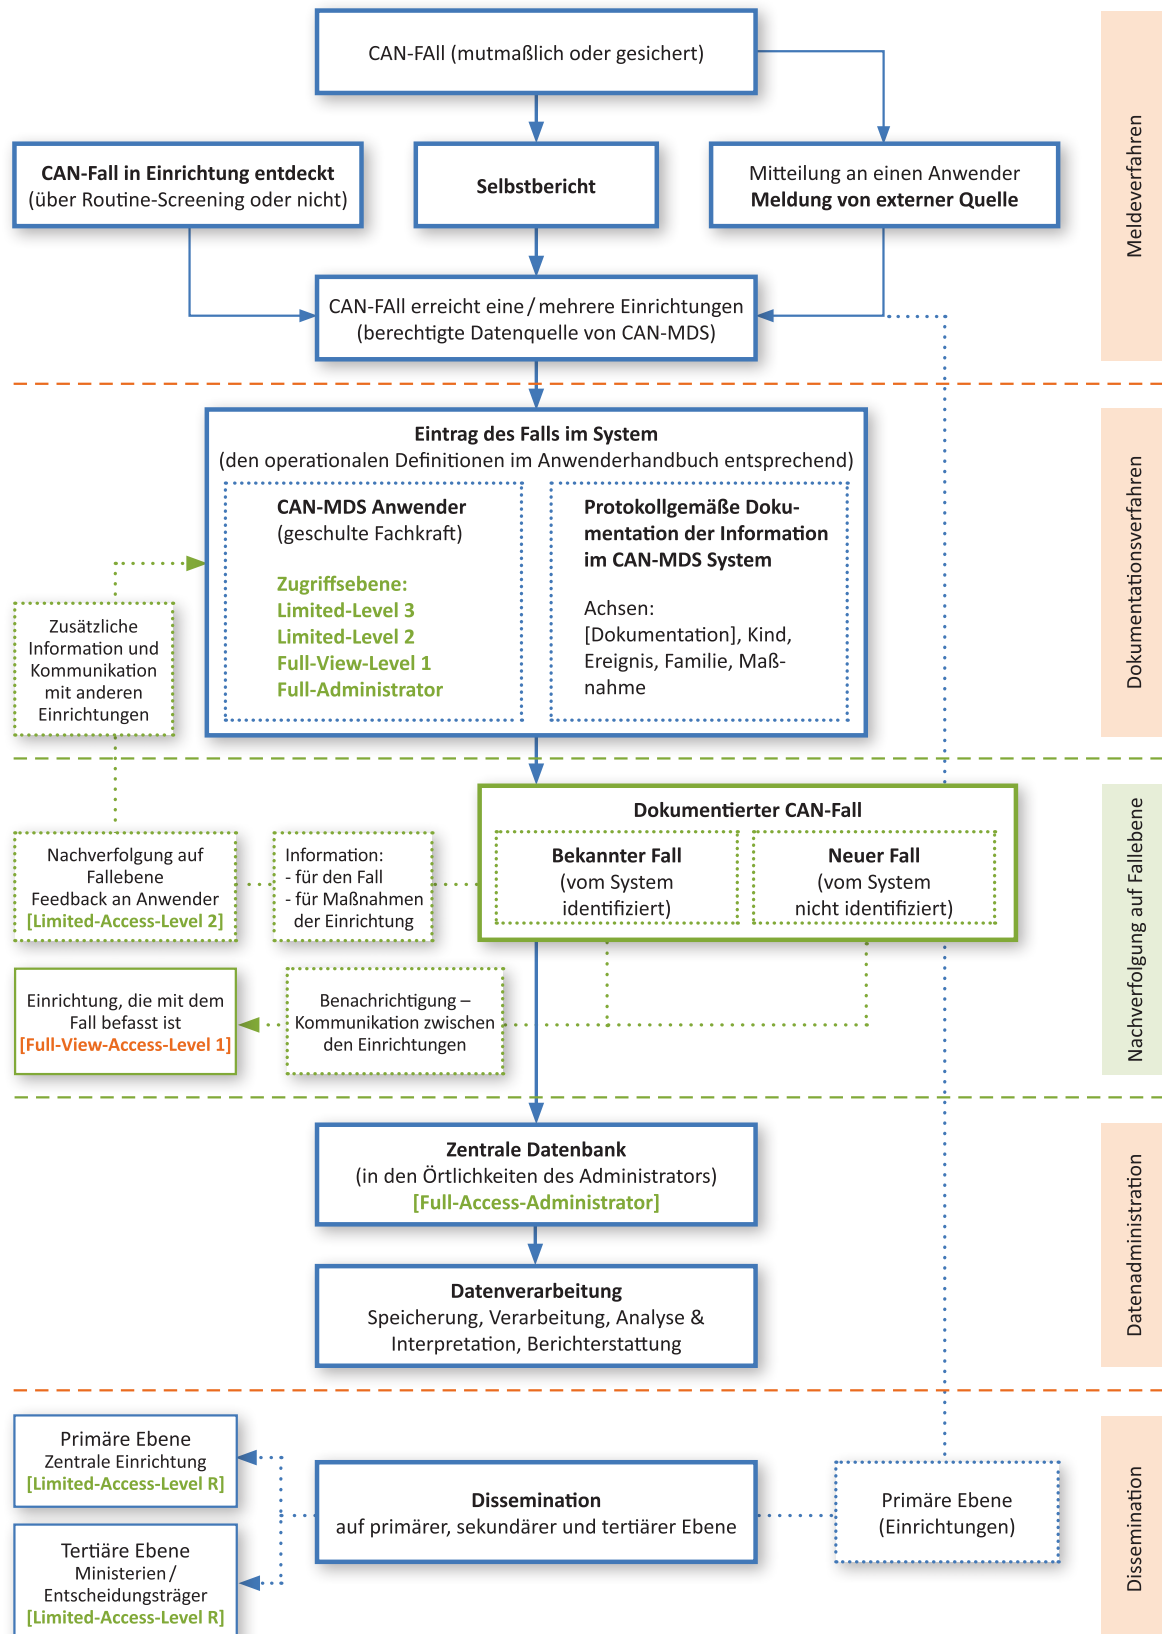 CAN-FAll (mutmaßlich oder gesichert)
CAN-Fall in Einrichtung entdeckt
(über Routine-Screening oder nicht)
Selbstbericht
Mitteilung an einen Anwender
Meldung von externer Quelle
CAN-FAll erreicht eine / mehrere Einrichtungen
(berechtigte Datenquelle von CAN-MDS)
Meldeverfahren
Eintrag des Falls im System
(den operationalen Definitionen im Anwenderhandbuch entsprechend)
CAN-MDS Anwender
(geschulte Fachkraft)
Zugriffsebene:
Limited-Level 3
Limited-Level 2
Full-View-Level 1
Full-Administrator
Protokollgemäße Doku-
mentation der Information
im CAN-MDS System
Achsen:
[Dokumentation], Kind,
Ereignis, Familie, Maß-
nahme
Zusätzliche
Information und
Kommunikation
mit anderen
Einrichtungen
Dokumentationsverfahren
Dokumentierter CAN-Fall
Bekannter Fall
(vom System
identifiziert)
Neuer Fall
(vom System
nicht identifiziert)
Nachverfolgung auf
Fallebene
Feedback an Anwender
[Limited-Access-Level 2]
Information:
- für den Fall
- für Maßnahmen
der Einrichtung
Einrichtung, die mit dem
Fall befasst ist
[Full-View-Access-Level 1]
Benachrichtigung –
Kommunikation zwischen
den Einrichtungen
Nachverfolgung auf Fallebene
Zentrale Datenbank
(in den Örtlichkeiten des Administrators)
[Full-Access-Administrator]
Datenverarbeitung
Speicherung, Verarbeitung, Analyse &
Interpretation, Berichterstattung
Datenadministration
Primäre Ebene
Zentrale Einrichtung
[Limited-Access-Level R]
Tertiäre Ebene
Ministerien /
Entscheidungsträger
[Limited-Access-Level R]
Dissemination
auf primärer, sekundärer und tertiärer Ebene
Primäre Ebene
(Einrichtungen)
Dissemination